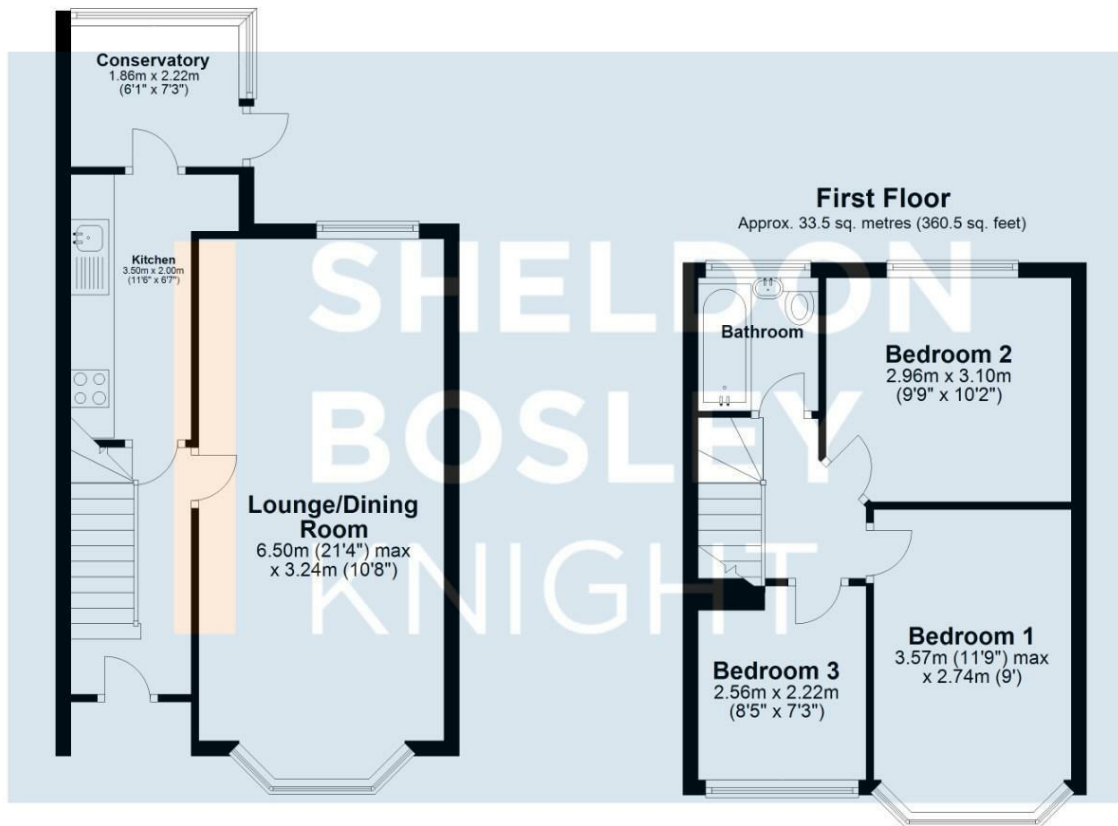 Conservatory
1.86m x 2.22m
(6'1" x 7'3")
Kitchen
3.50m x 2.00m
(11'6" x 6'7")
Lounge/Dining
Room
6.50m (21'4") max
x 3.24m (10'8")
First Floor
Approx. 33.5 sq. metres (360.5 sq. feet)
Bathroom
Bedroom 2
2.96m x 3.10m
(9'9" x 10'2")
Bedroom 1
3.57m (11'9") max
x 2.74m (9')
Bedroom 3
2.56m x 2.22m
(8'5" x 7'3")
SHELDON
BOSLEY
KNIGHT